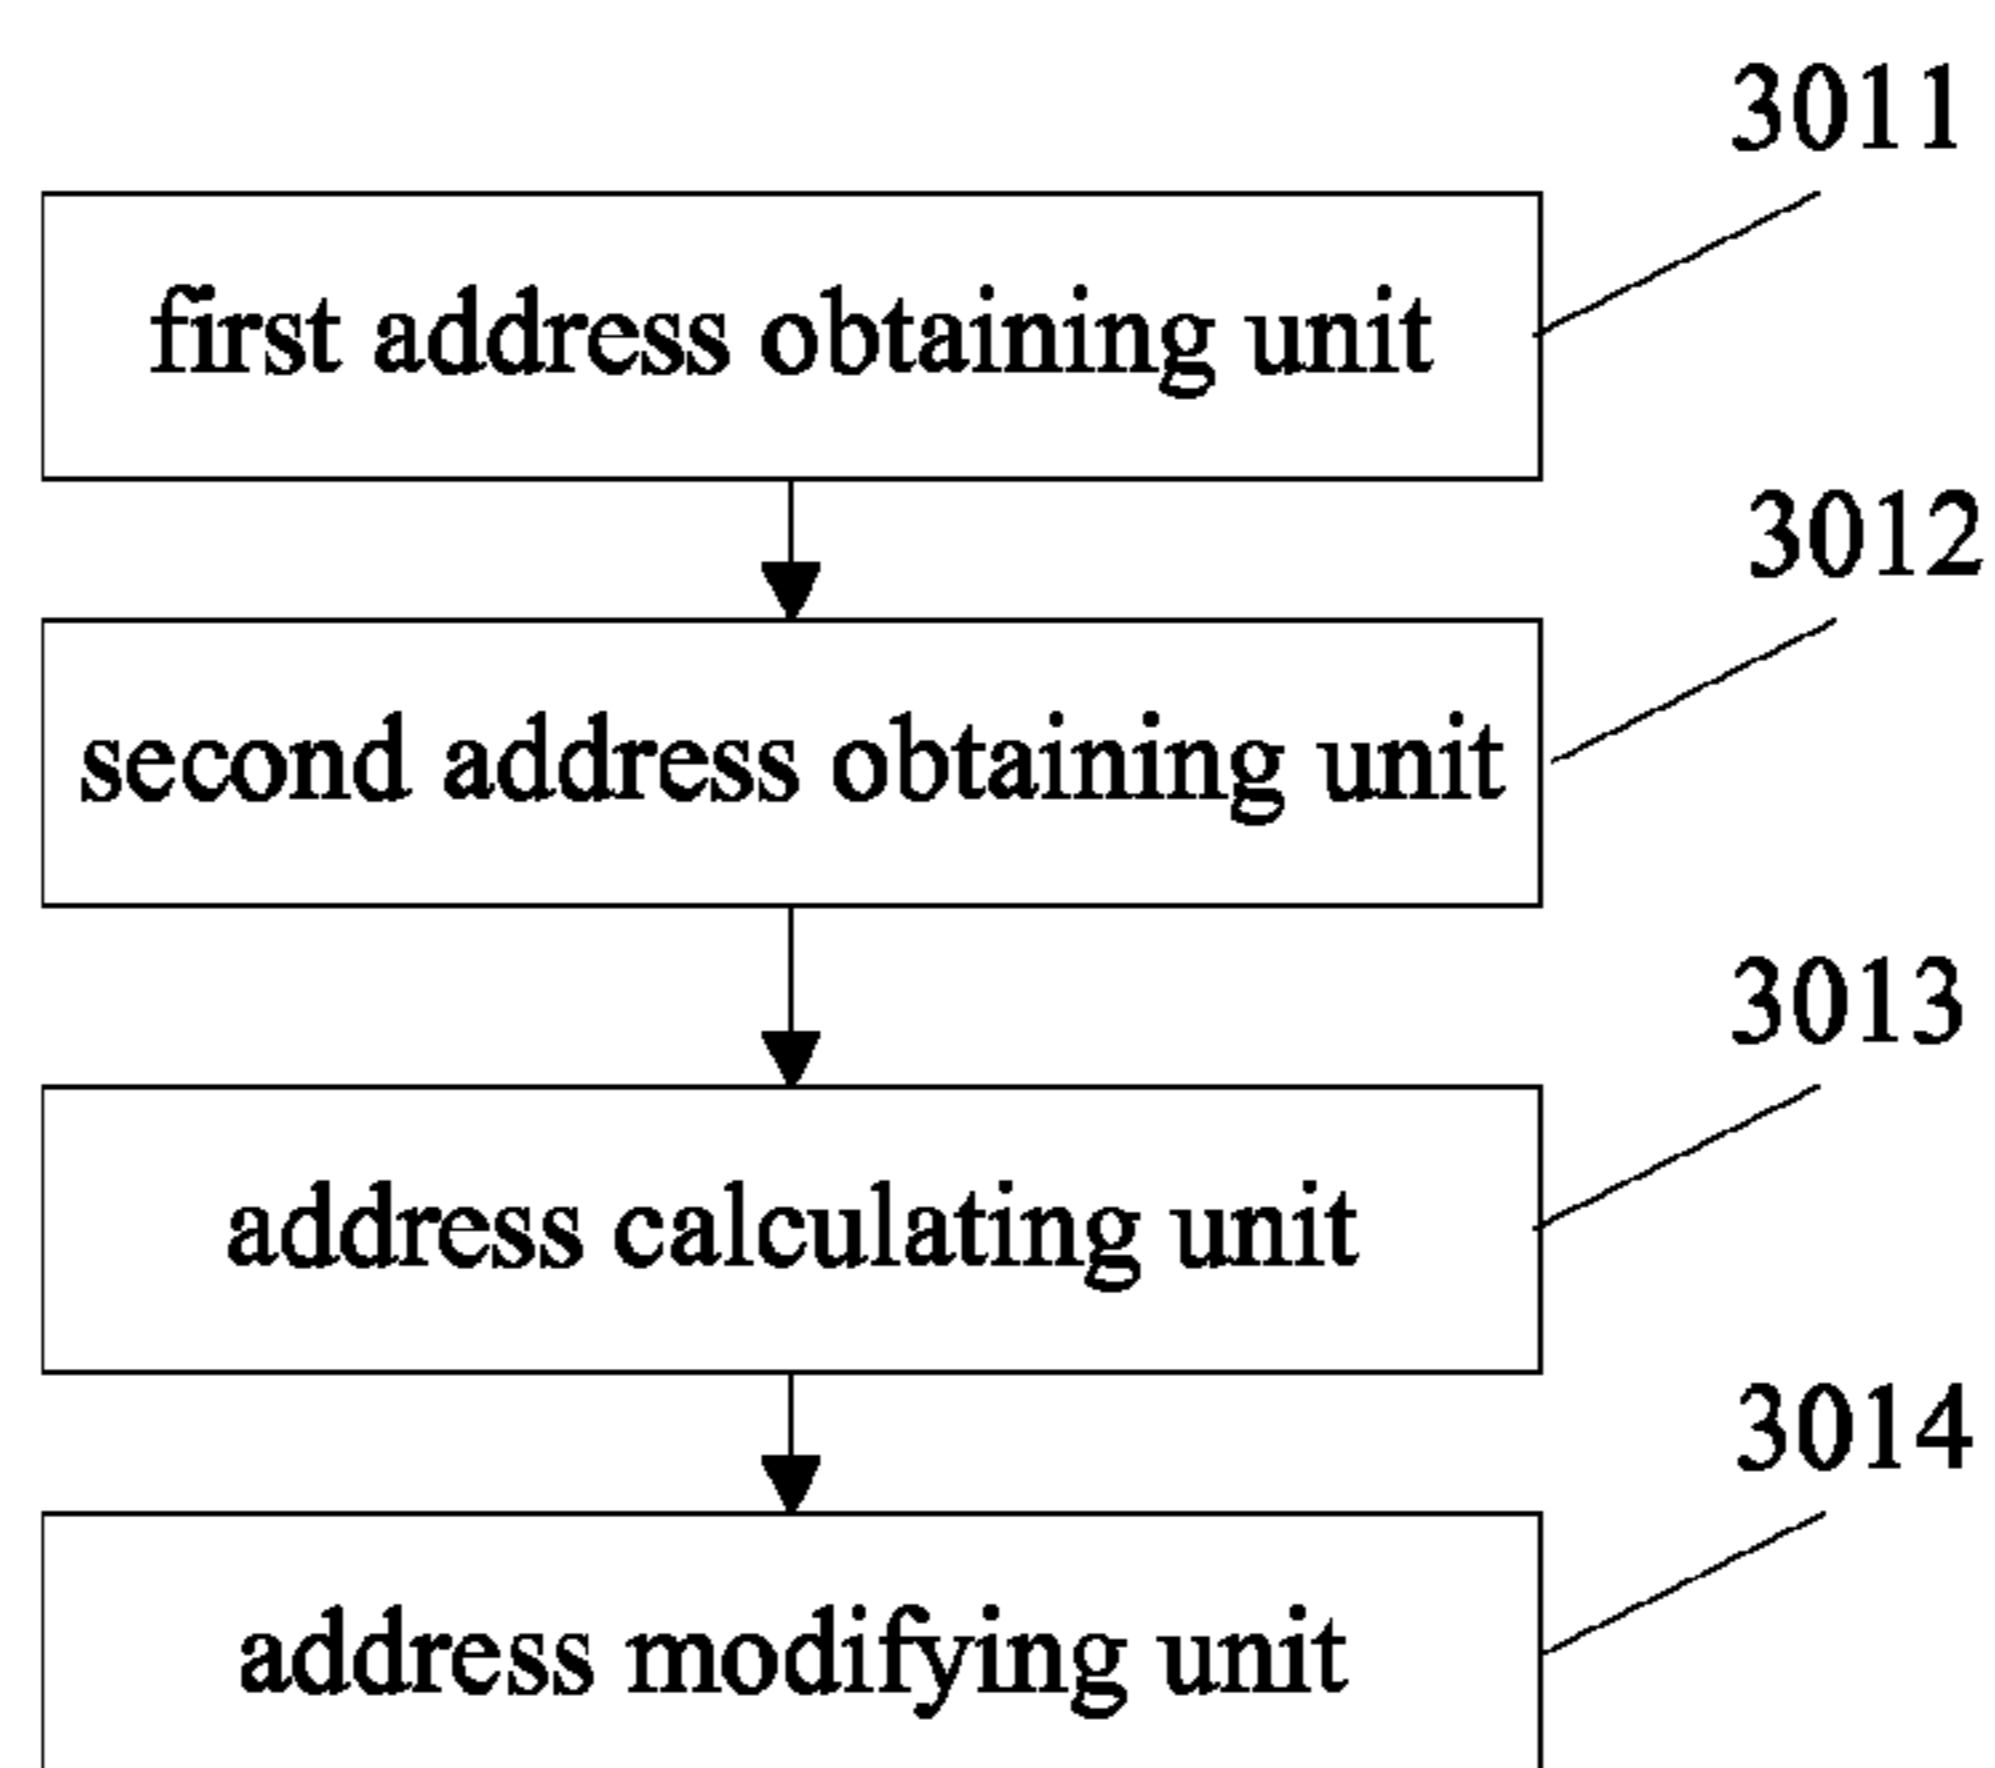 3011
first address obtaining unit
3012
second address obtaining unit
3013
address calculating unit
3014
address modifying unit